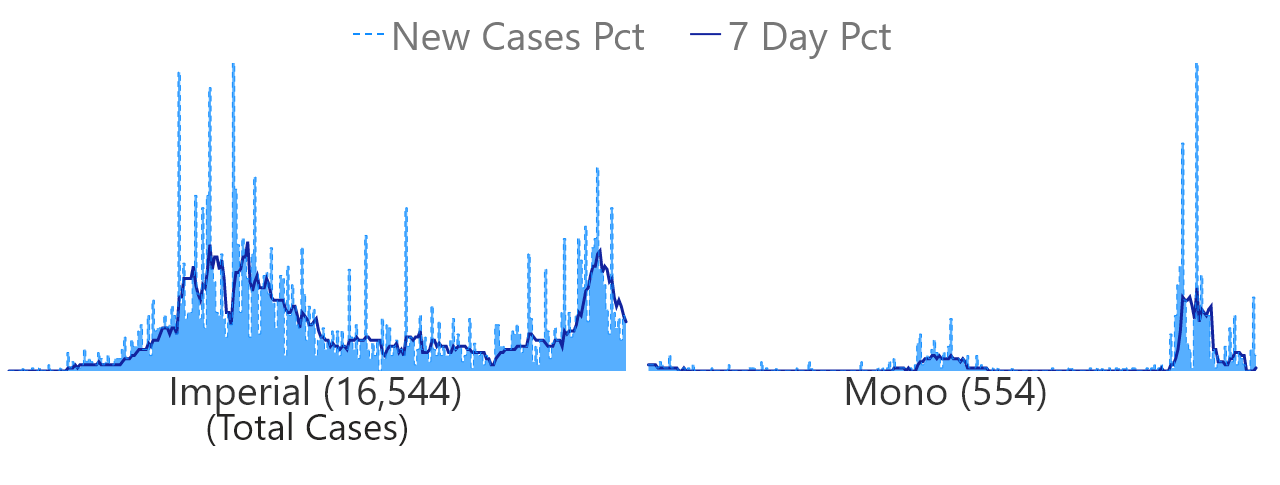 New Cases Pct 7 Day Pct
Imperial (16,544) Mono (554)
(Total Cases)